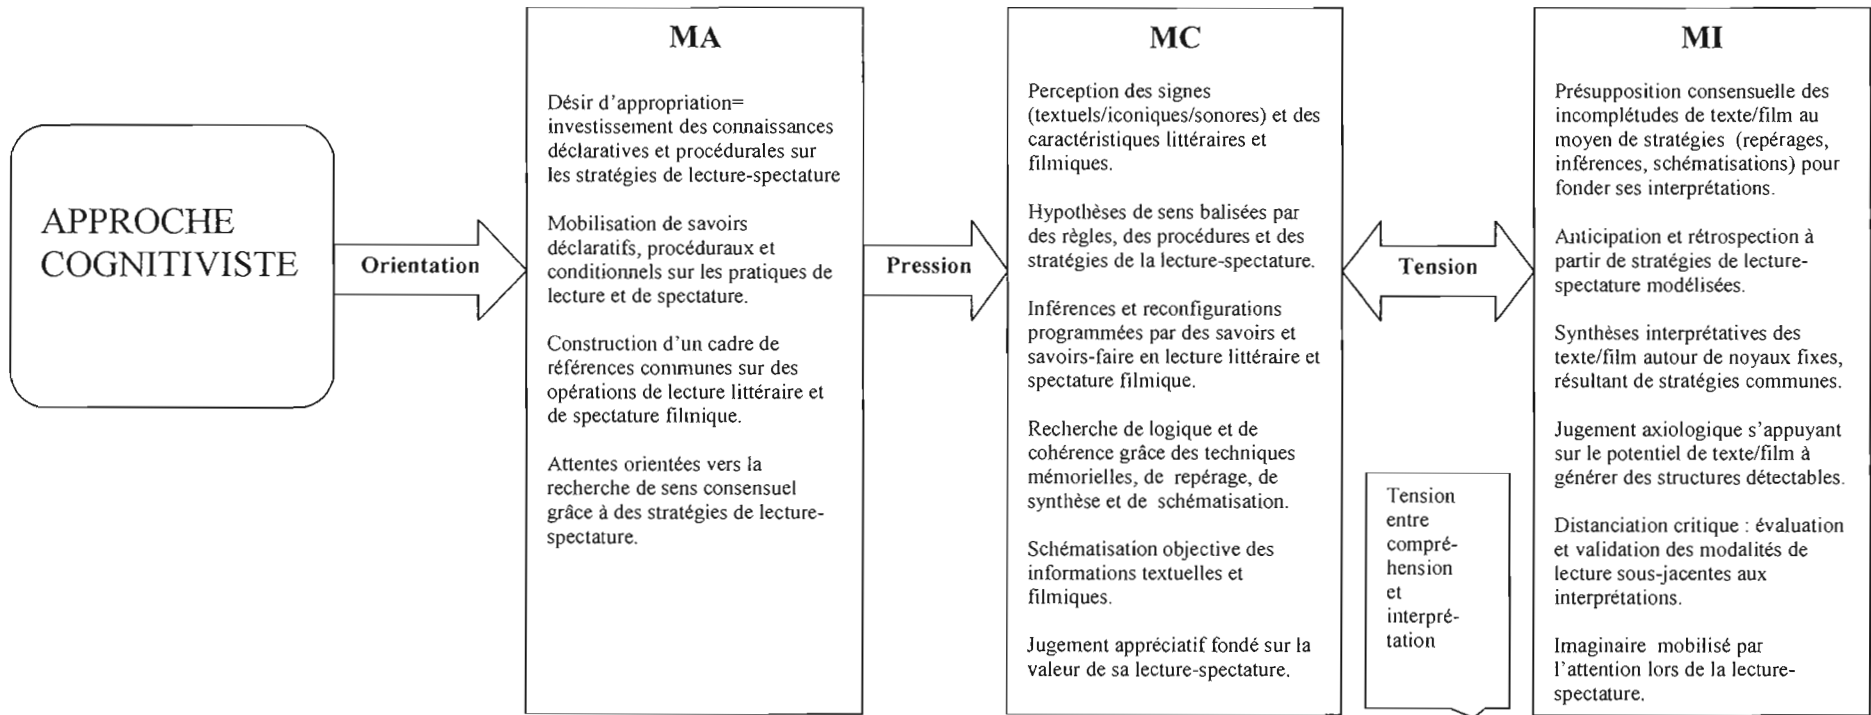 APPROCHE
COGNITIVISTE
Orientation
MA
Désir d'appropriation=
investissement des connaissances
déclaratives et procédurales sur
les stratégies de lecture-spectature
Mobilisation de savoirs
déclaratifs, procéduraux et
conditionnels sur les pratiques de
lecture et de spectature.
Construction d'un cadre de
références communes sur des
opérations de lecture littéraire et
de spectature filmique.
Attentes orientées vers la
recherche de sens consensuel
grâce à des stratégies de lecture-
spectature.
Pression
MC
Perception des signes
(textuels/iconiques/sonores) et des
caractéristiques littéraires et
filmiques.
Hypothèses de sens balisées par
des règles, des procédures et des
stratégies de la lecture-spectature.
Inférences et reconfigurations
programmées par des savoirs et
savoirs-faire en lecture littéraire et
spectature filmique.
Recherche de logique et de
cohérence grâce des techniques
mémorielles, de repérage, de
synthèse et de schématisation.
Schématisation objective des
informations textuelles et
filmiques.
Jugement appréciatif fondé sur la
valeur de sa lecture-spectature.
Tension
Tension
entre
compré-
hension
et
interpré-
tation
MI
Présupposition consensuelle des
incomplétudes de texte/film au
moyen de stratégies (repérages,
inférences, schématisations) pour
fonder ses interprétations.
Anticipation et rétrospection à
partir de stratégies de lecture-
spectature modélisées.
Synthèses interprétatives des
texte/film autour de noyaux fixes,
résultant de stratégies communes.
Jugement axiologique s'appuyant
sur le potentiel de texte/film à
générer des structures détectables.
Distanciation critique : évaluation
et validation des modalités de
lecture sous-jacentes aux
interprétations.
Imaginaire mobilisé par
l'attention lors de la lecture-
spectature.